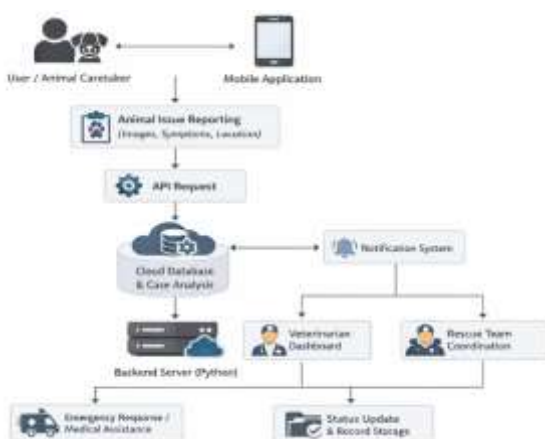 User / Animal Caretaker
Mobile Application
Animal Issue Reporting
(Images, Symptoms, Location)
API Request
Cloud Database
& Case Analysis
Notification System
Backend Server (Python)
Veterinarian
Dashboard
Rescue Team
Coordination
Emergency Response /
Medical Assistance
Status Update
& Record Storage